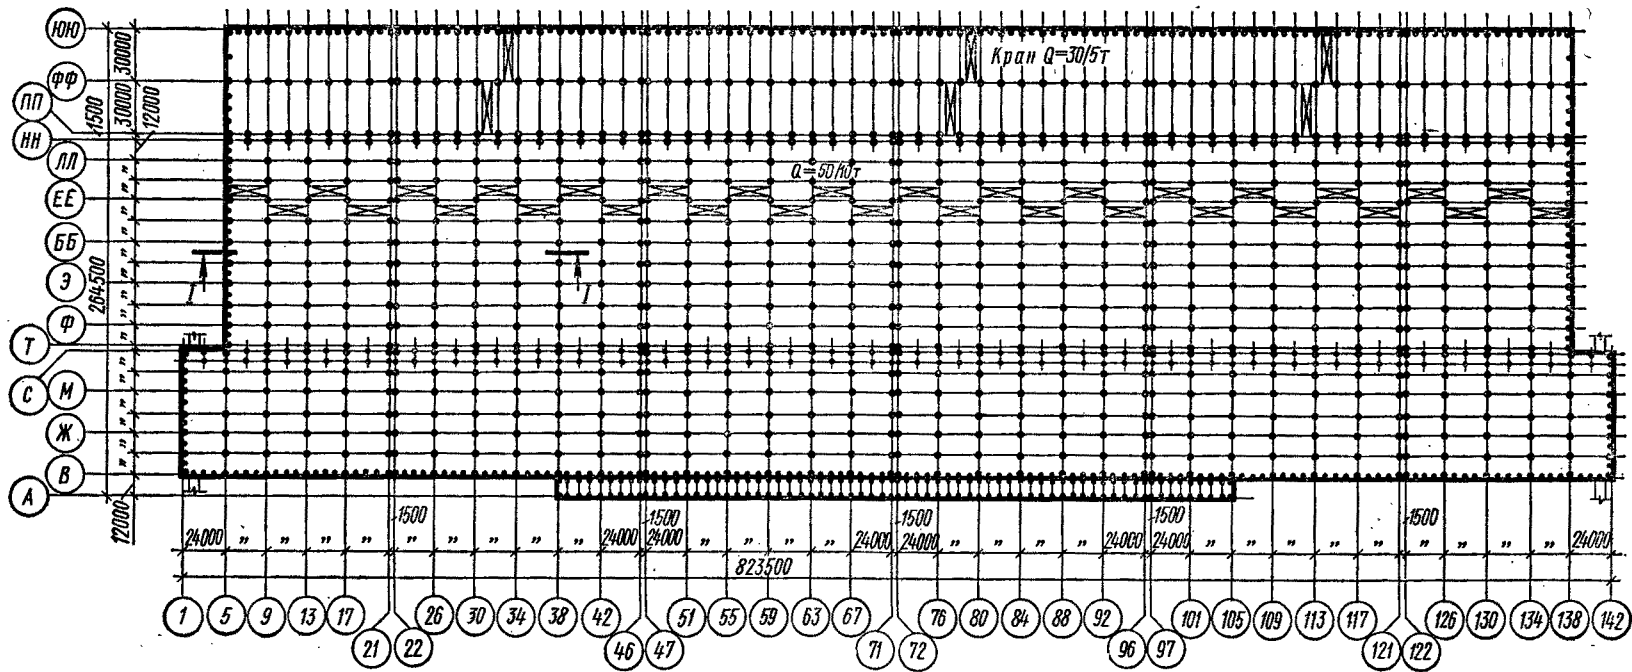 ЮЮ
30000
Кран Q=30/5т
ФФ
ПП
1500
30000
12000
НН
ЛЛ
"
Q=50/10т
ЕЕ
"
"
ББ
"
264500
I
I
Э
"
"
Ф
"
Т
"
С
М
"
Ж
"
"
В
А
12000
1500
1500
1500
1500
1500
24000 " " " " " " " " " 24000 24000 " " " " 24000 24000 " " " " 24000 24000 " " " " " " " " " 24000
823500
1 5 9 13 17 26 30 34 38 42 51 55 59 63 67 76 80 84 88 92 101 105 109 113 117 126 130 134 138 142
21 22 46 47 71 72 96 97 121 122